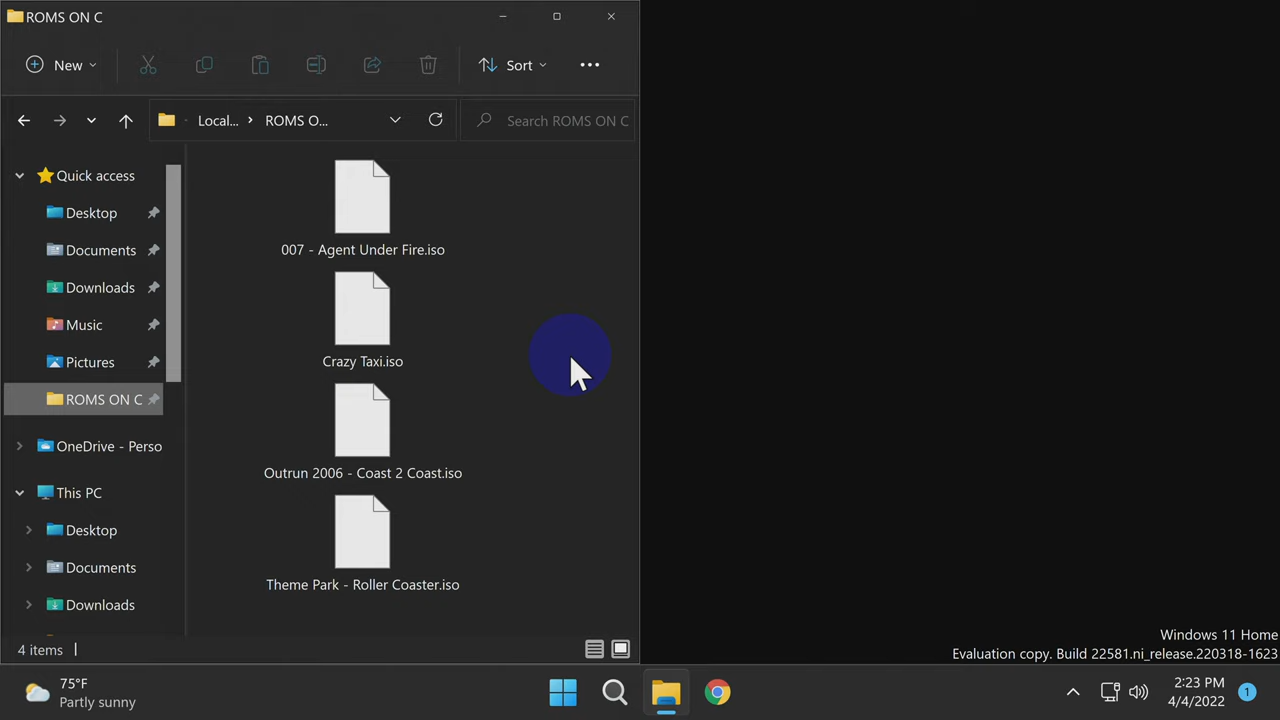 ROMS ON C
New
Sort
Local...
ROMS O...
Search ROMS ON C
Quick access
Desktop
Documents
Downloads
Music
Pictures
ROMS ON C
OneDrive - Perso
This PC
Desktop
Documents
Downloads
007 - Agent Under Fire.iso
Crazy Taxi.iso
Outrun 2006 - Coast 2 Coast.iso
Theme Park - Roller Coaster.iso
4 items
Windows 11 Home
Evaluation copy. Build 22581.ni_release.220318-1623
75°F
Partly sunny
2:23 PM
4/4/2022
1